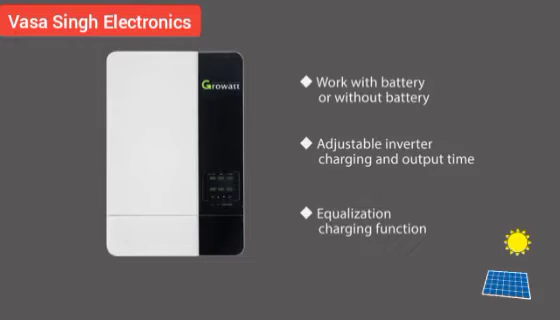 Vasa Singh Electronics
Growatt
◆ Work with battery
or without battery
◆ Adjustable inverter
charging and output time
◆ Equalization
charging function